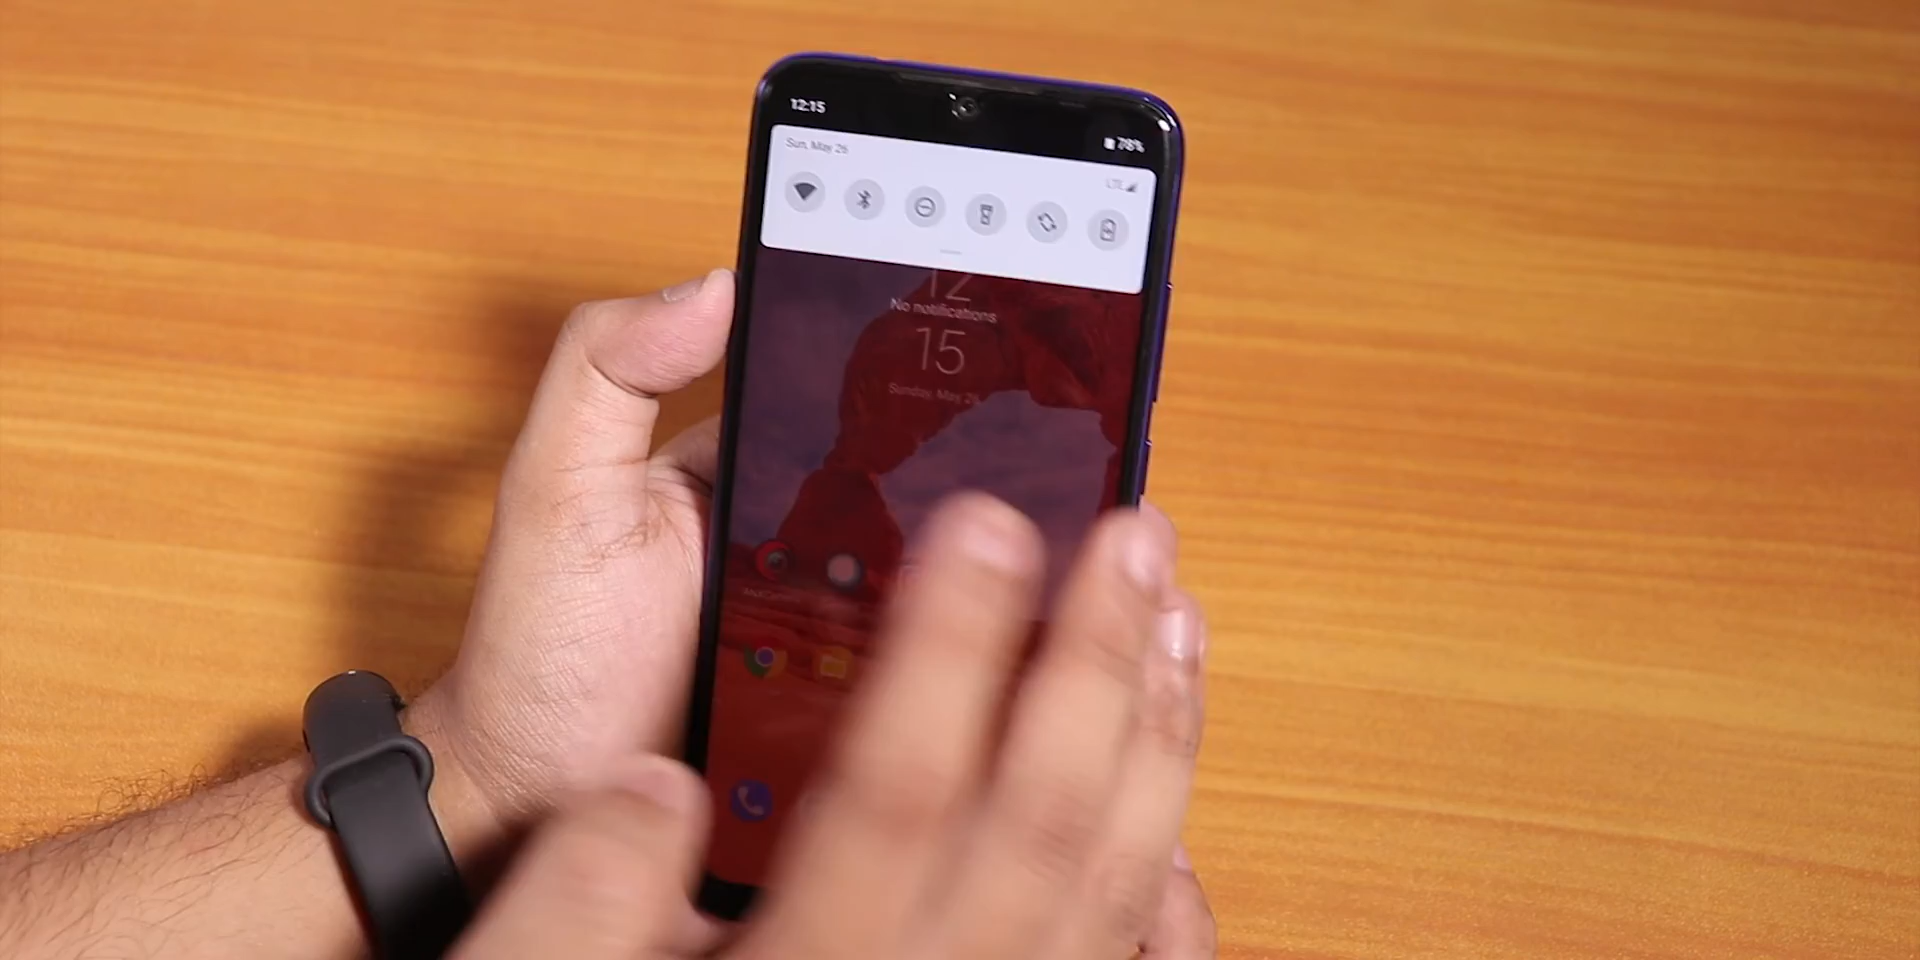 12:15
78%
Sun, May 26
LTE
12
No notifications
15
Sunday, May 26